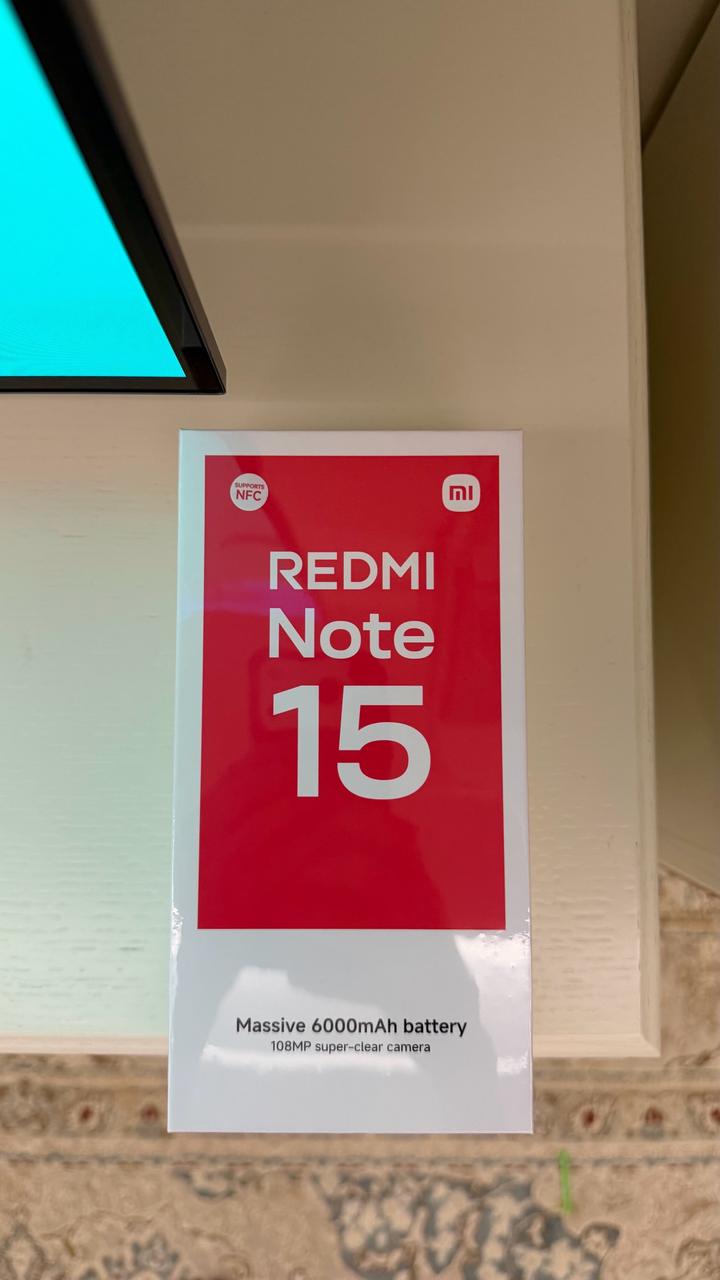 SUPPORTS
NFC
mi
REDMI
Note
15
Massive 6000mAh battery
108MP super-clear camera